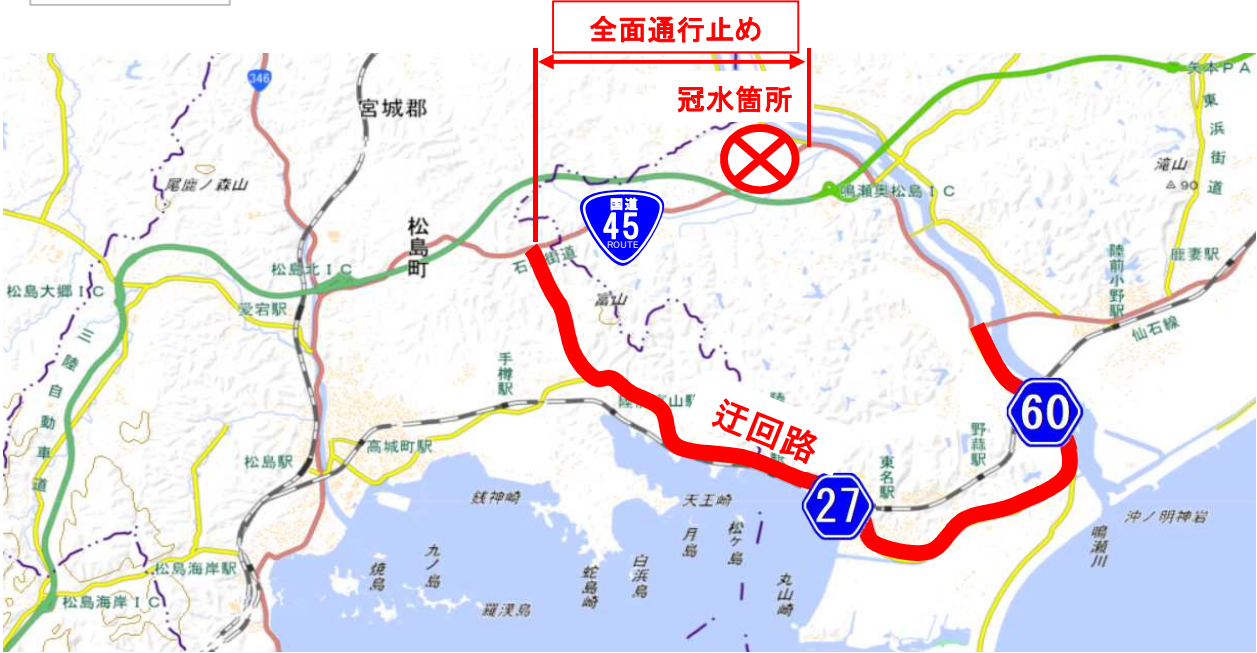 全面通行止め
冠水箇所
346
宮城郡
矢本PA
東浜街道
滝山
90
尾鹿ノ森山
鳴瀬奥松島IC
国道
45
ROUTE
松島町
石
街道
松島北IC
松島大郷IC
愛宕駅
富山
陸前小野駅
鹿妻駅
仙石線
三陸自動車道
手樽駅
迂回路
60
野蒜駅
高城町駅
松島駅
東名駅
27
銭神崎
天王崎
松ケ島
月島
沖ノ明神岩
鳴瀬川
九ノ島
焼島
蛇島崎
白浜島
丸山崎
羅漢島
松島海岸駅
松島海岸IC